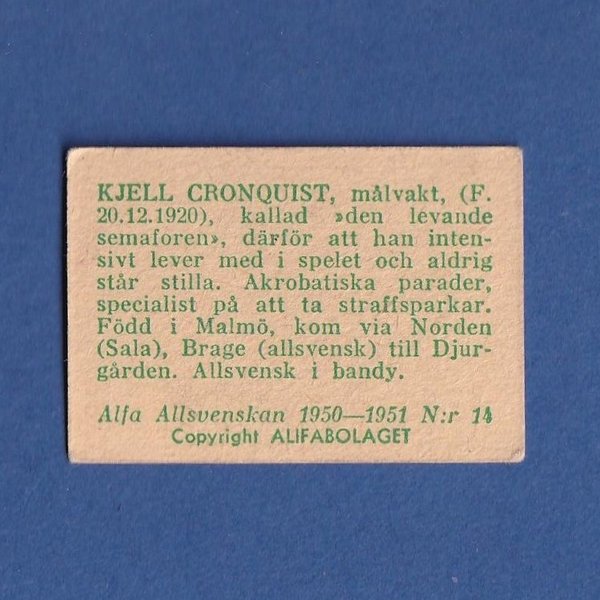 KJELL CRONQUIST, målvakt, (F.
20.12.1920), kallad »den levande
semaforen», därför att han inten-
sivt lever med i spelet och aldrig
står stilla. Akrobatiska parader,
specialist på att ta straffsparkar.
Född i Malmö, kom via Norden
(Sala), Brage (allsvensk) till Djur-
gården. Allsvensk i bandy.
Alfa Allsvenskan 1950—1951 N:r 14
Copyright ALIFABOLAGET